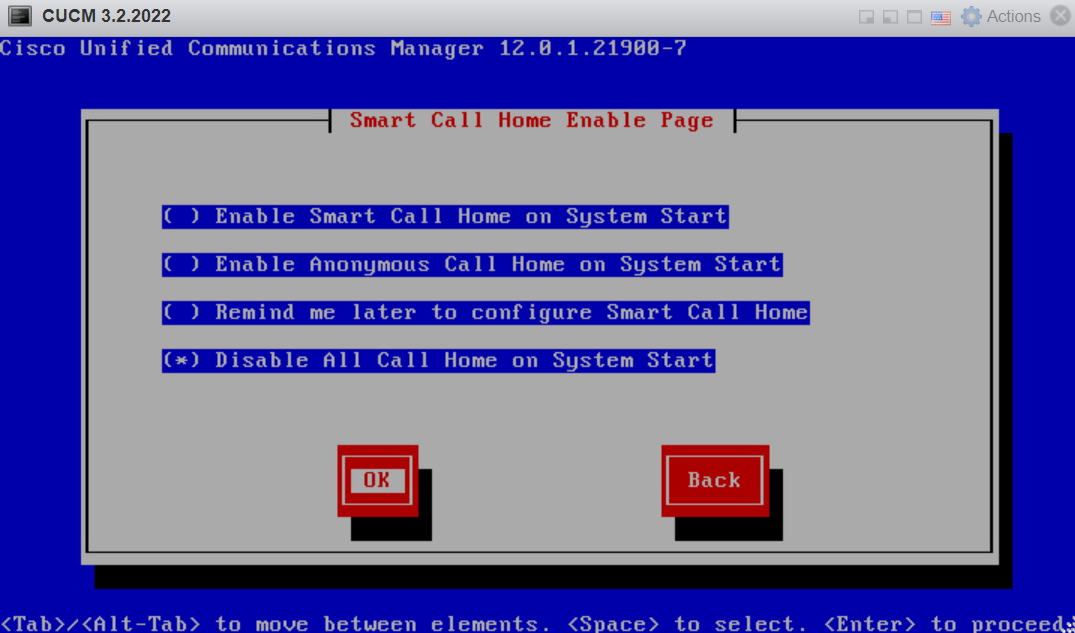 CUCM 3.2.2022
Actions
Cisco Unified Communications Manager 12.0.1.21900-7
Smart Call Home Enable Page
( ) Enable Smart Call Home on System Start
( ) Enable Anonymous Call Home on System Start
( ) Remind me later to configure Smart Call Home
(*) Disable All Call Home on System Start
OK
Back
<Tab>/<Alt-Tab> to move between elements. <Space> to select. <Enter> to proceed